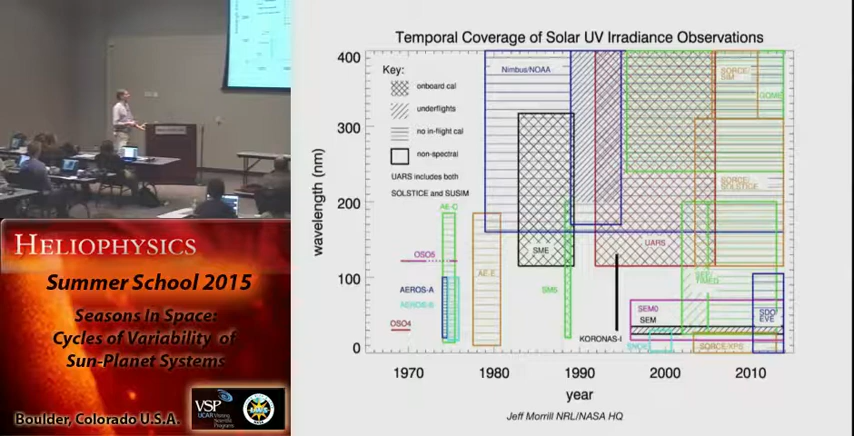 Temporal Coverage of Solar UV Irradiance Observations
400
300
200
100
0
wavelength (nm)
1970
1980
1990
2000
2010
year
Key:
onboard cal
underflights
no in-flight cal
non-spectral
UARS includes both
SOLSTICE and SUSIM
Nimbus/NOAA
SORCE/
SIM
GOME
SORCE/
SOLSTICE
AE-C
OSO5
SME
UARS
AE-E
AEROS-A
AEROS-B
SMS
OSO4
KORONAS-I
SEE/
TIMED
SEM0
SEM
SNOE
SORCE/XPS
SDO/
EVE
Jeff Morrill NRL/NASA HQ
HELIOPHYSICS
Summer School 2015
Seasons In Space:
Cycles of Variability of
Sun-Planet Systems
Boulder, Colorado U.S.A.
VSP
UCAR Visiting
Scientist
Programs